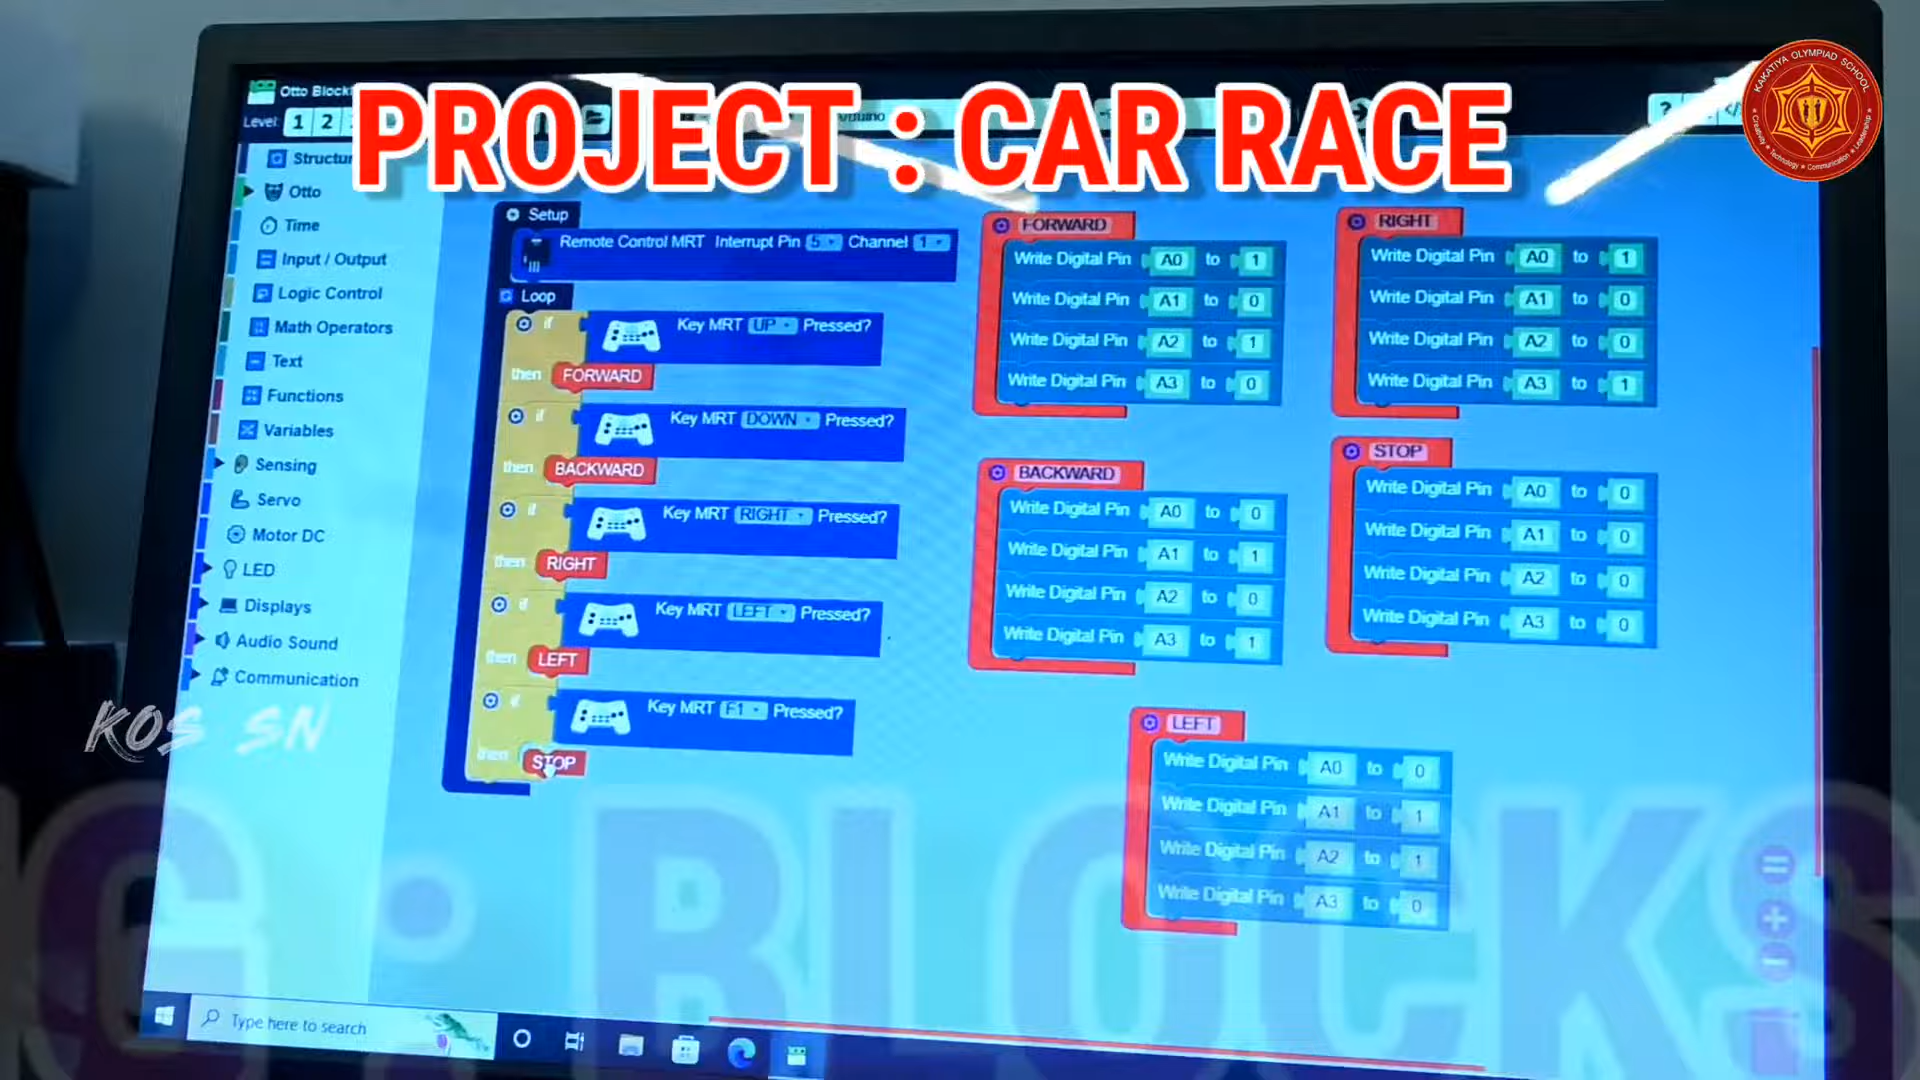 PROJECT : CAR RACE
KAKATIYA OLYMPIAD SCHOOL
Creativity ★ Technology ★ Communication ★ Leadership
Otto Block
Level: 1 2
?
Otto
Time
Input / Output
Logic Control
Math Operators
Text
Functions
Variables
Sensing
Servo
Motor DC
LED
Displays
Audio Sound
Communication
Setup
Remote Control MRT Interrupt Pin 5 Channel 1
Loop
if Key MRT UP Pressed?
then FORWARD
if Key MRT DOWN Pressed?
then BACKWARD
if Key MRT RIGHT Pressed?
then RIGHT
if Key MRT LEFT Pressed?
then LEFT
if Key MRT F1 Pressed?
then STOP
FORWARD
Write Digital Pin A0 to 1
Write Digital Pin A1 to 0
Write Digital Pin A2 to 1
Write Digital Pin A3 to 0
RIGHT
Write Digital Pin A0 to 1
Write Digital Pin A1 to 0
Write Digital Pin A2 to 0
Write Digital Pin A3 to 1
BACKWARD
Write Digital Pin A0 to 0
Write Digital Pin A1 to 1
Write Digital Pin A2 to 0
Write Digital Pin A3 to 1
STOP
Write Digital Pin A0 to 0
Write Digital Pin A1 to 0
Write Digital Pin A2 to 0
Write Digital Pin A3 to 0
LEFT
Write Digital Pin A0 to 0
Write Digital Pin A1 to 1
Write Digital Pin A2 to 1
Write Digital Pin A3 to 0
KOS SN
G : BLOCKS
Type here to search